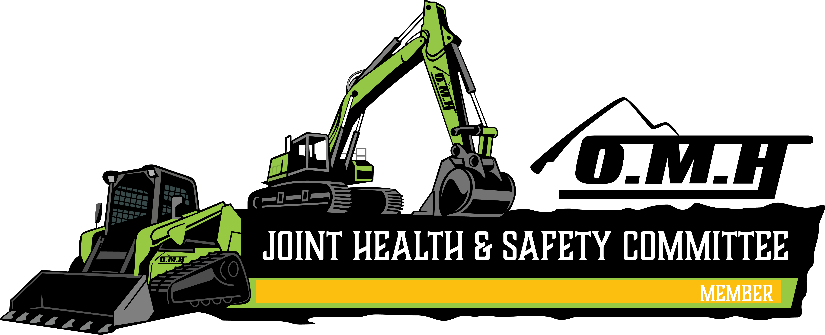 O.M.H
O.M.H
JOINT HEALTH & SAFETY COMMITTEE
O.M.H
MEMBER